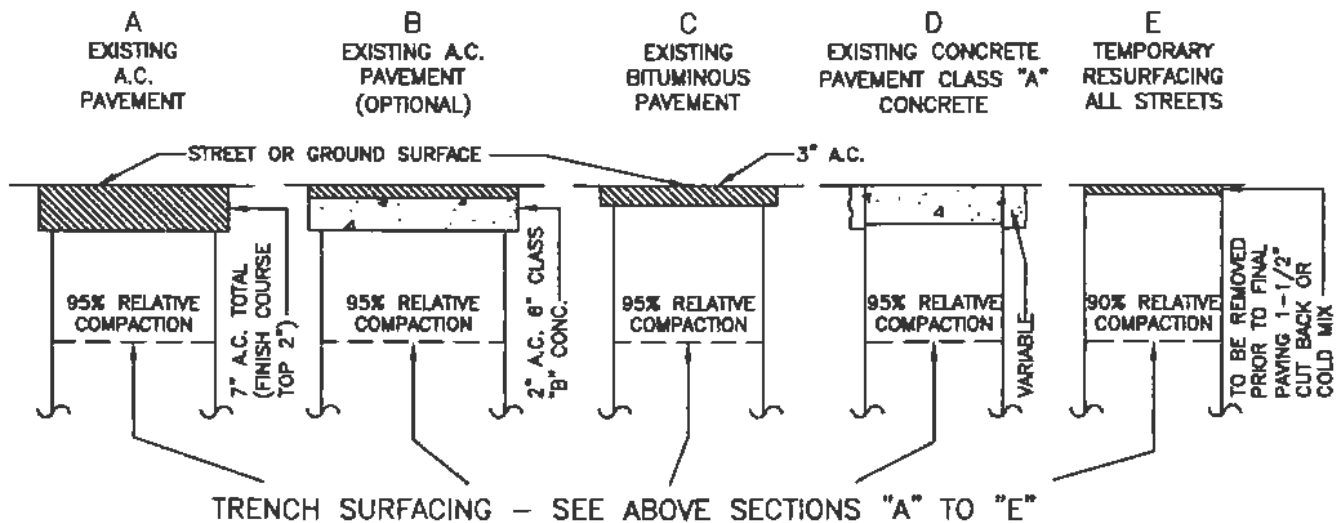 A
EXISTING
A.C.
PAVEMENT
B
EXISTING A.C.
PAVEMENT
(OPTIONAL)
C
EXISTING
BITUMINOUS
PAVEMENT
D
EXISTING CONCRETE
PAVEMENT CLASS "A"
CONCRETE
E
TEMPORARY
RESURFACING
ALL STREETS
STREET OR GROUND SURFACE
3" A.C.
95% RELATIVE
COMPACTION
7" A.C. TOTAL
(FINISH COURSE
TOP 2")
95% RELATIVE
COMPACTION
2" A.C. 6" CLASS
"B" CONC.
95% RELATIVE
COMPACTION
95% RELATIVE
COMPACTION
VARIABLE
90% RELATIVE
COMPACTION
TO BE REMOVED
PRIOR TO FINAL
PAVING 1-1/2"
CUT BACK OR
COLD MIX
TRENCH SURFACING - SEE ABOVE SECTIONS "A" TO "E"